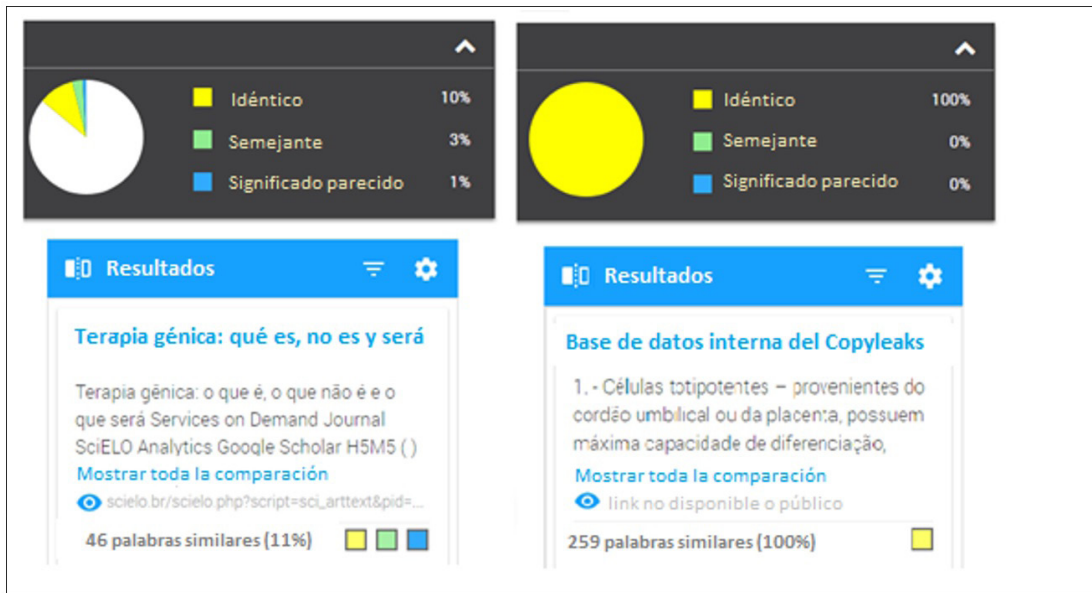 Idéntico 10%
Semejante 3%
Significado parecido 1%
Resultados
Terapia génica: qué es, no es y será
Terapia gênica: o que é, o que não é e o
que será Services on Demand Journal
SciELO Analytics Google Scholar H5M5 ( )
Mostrar toda la comparación
scielo.br/scielo.php?script=sci_arttext&pid=...
46 palabras similares (11%)
Idéntico 100%
Semejante 0%
Significado parecido 0%
Resultados
Base de datos interna del Copyleaks
1. - Células totipotentes – provenientes do
cordão umbilical ou da placenta, possuem
máxima capacidade de diferenciação,
Mostrar toda la comparación
link no disponible o público
259 palabras similares (100%)